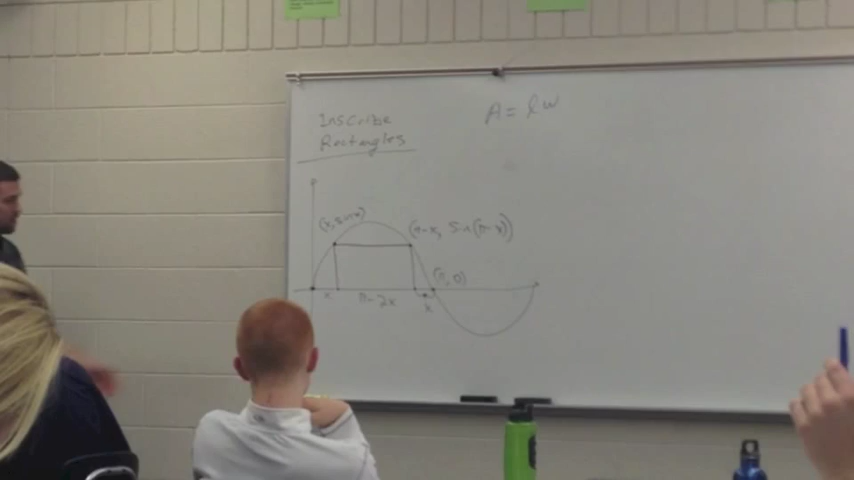 Inscribe
Rectangles
A = lw
(x, sin x)
(π-x, sin(π-x))
(π, 0)
x
π-2x
x